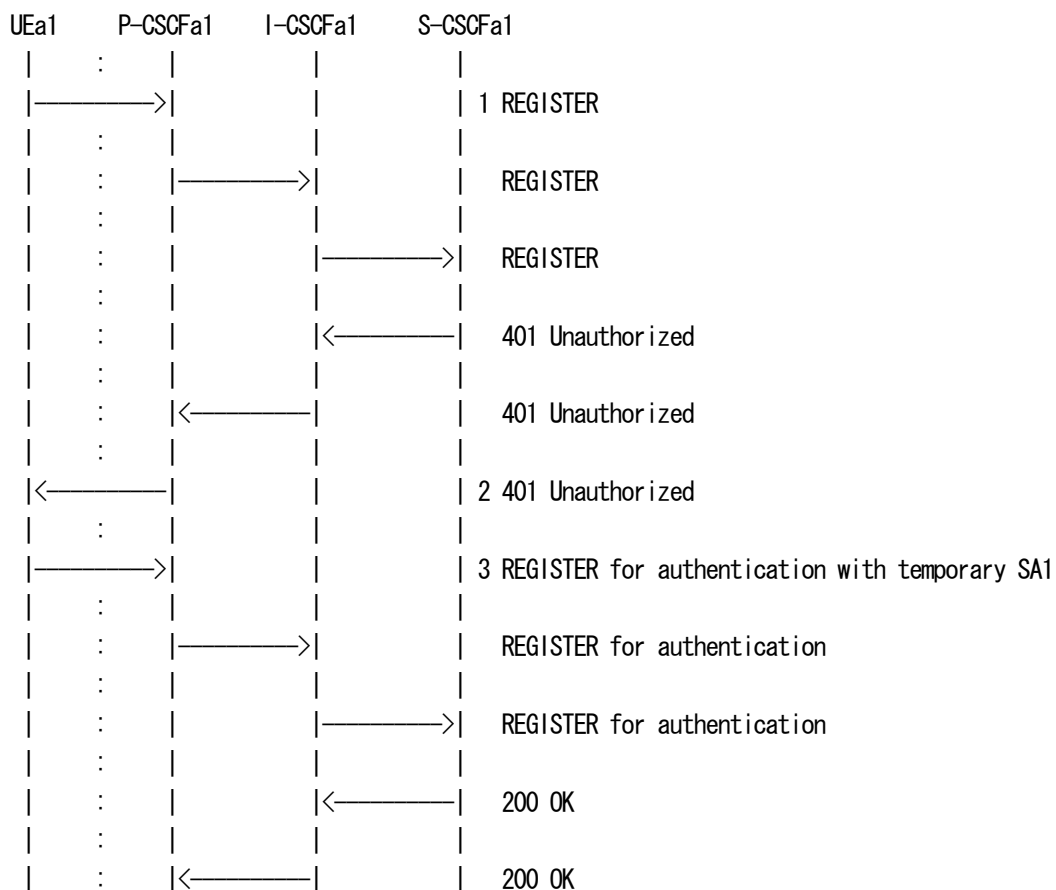 UEa1 P-CSCFa1 I-CSCFa1 S-CSCFa1
| : | | |
|---------->| | | 1 REGISTER
| : | | |
| : |---------->| | REGISTER
| : | | |
| : | |---------->| REGISTER
| : | | |
| : | |<----------| 401 Unauthorized
| : | | |
| : |<----------| | 401 Unauthorized
| : | | |
|<----------| | | 2 401 Unauthorized
| : | | |
|---------->| | | 3 REGISTER for authentication with temporary SA1
| : | | |
| : |---------->| | REGISTER for authentication
| : | | |
| : | |---------->| REGISTER for authentication
| : | | |
| : | |<----------| 200 OK
| : | | |
| : |<----------| | 200 OK